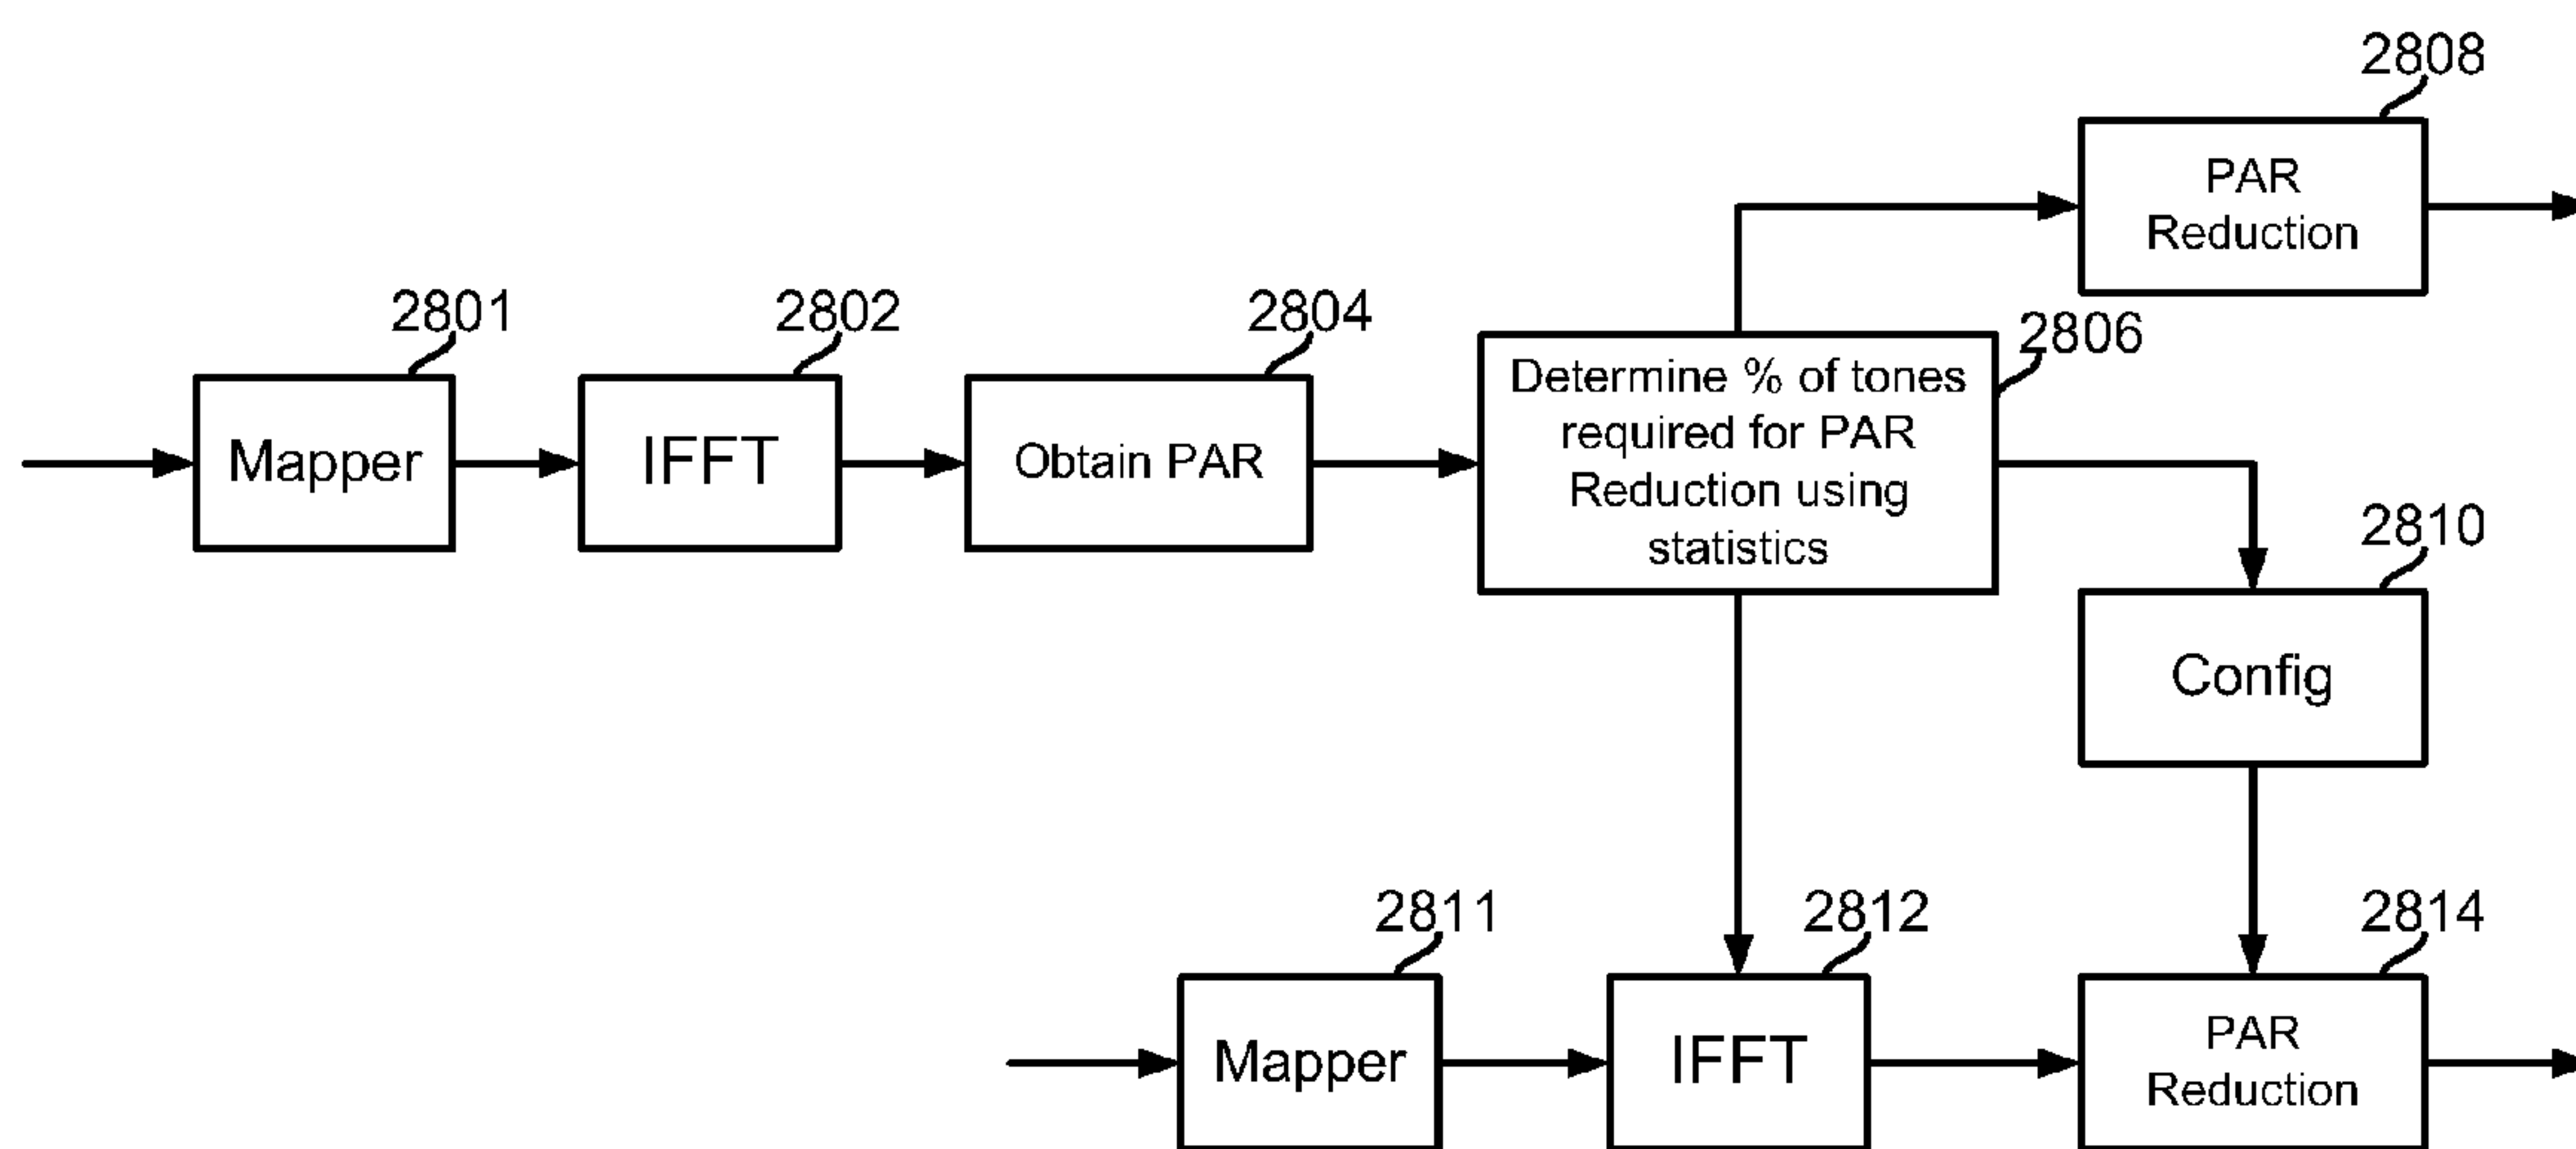 2808
PAR
Reduction
2801
2802
2804
2806
Mapper
IFFT
Obtain PAR
Determine % of tones
required for PAR
Reduction using
statistics
2810
Config
2811
2812
2814
Mapper
IFFT
PAR
Reduction